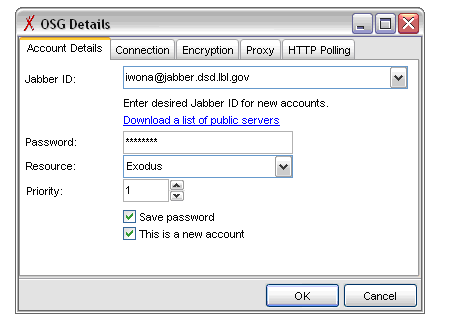 OSG Details
Account Details Connection Encryption Proxy HTTP Polling
Jabber ID: iwona@jabber.dsd.lbl.gov
Enter desired Jabber ID for new accounts.
Download a list of public servers
Password: ********
Resource: Exodus
Priority: 1
Save password
This is a new account
OK Cancel